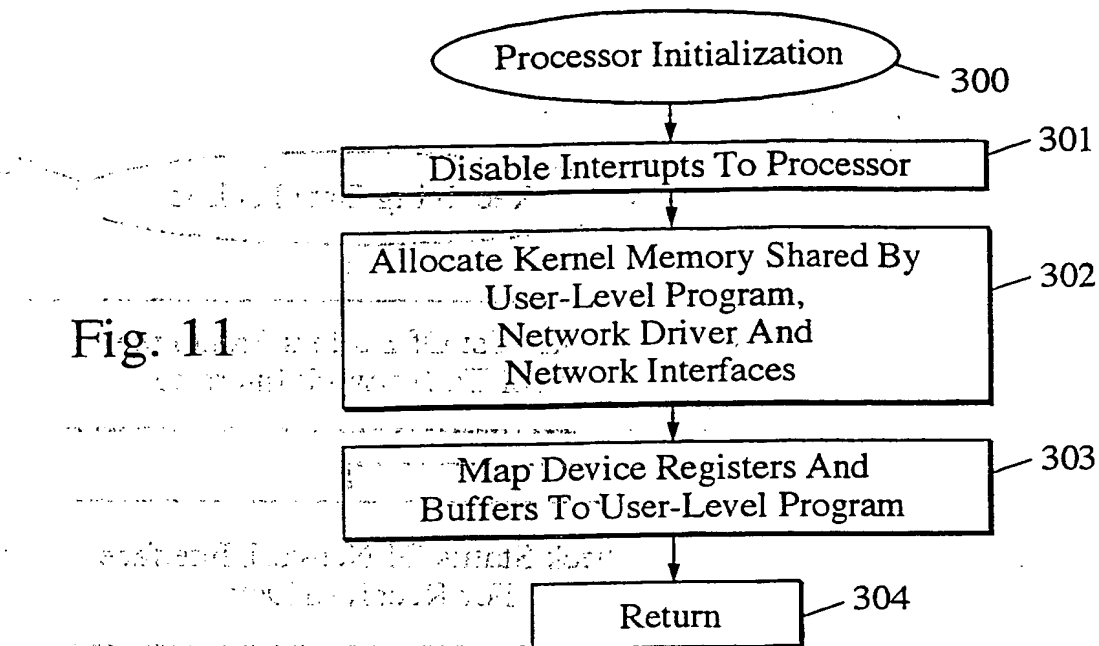 Processor Initialization
300
Disable Interrupts To Processor
301
Allocate Kernel Memory Shared By
User-Level Program,
Network Driver And
Network Interfaces
302
Fig. 11
Map Device Registers And
Buffers To User-Level Program
303
Return
304